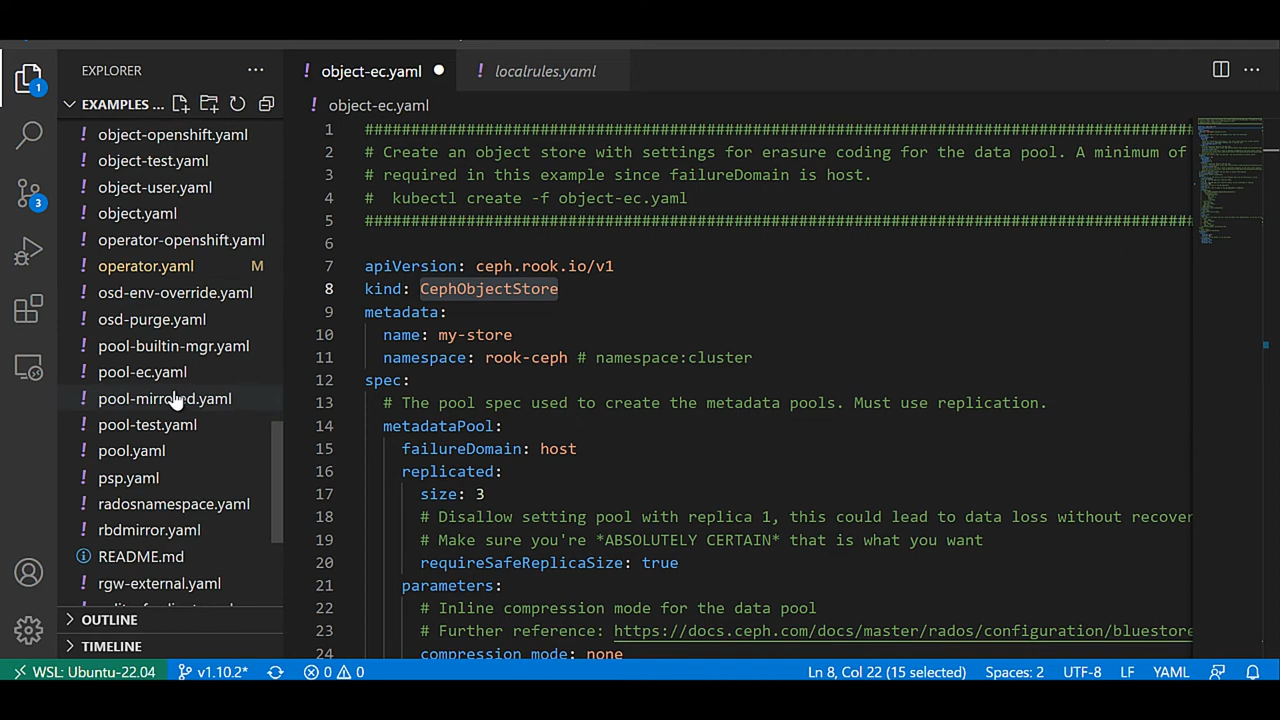 EXPLORER
EXAMPLES ...
object-openshift.yaml
object-test.yaml
object-user.yaml
object.yaml
operator-openshift.yaml
operator.yaml M
osd-env-override.yaml
osd-purge.yaml
pool-builtin-mgr.yaml
pool-ec.yaml
pool-mirrored.yaml
pool-test.yaml
pool.yaml
psp.yaml
radosnamespace.yaml
rbdmirror.yaml
README.md
rgw-external.yaml
OUTLINE
TIMELINE
1
3
! object-ec.yaml
! localrules.yaml
! object-ec.yaml
1 #################################################################################################################
2 # Create an object store with settings for erasure coding for the data pool. A minimum of
3 # required in this example since failureDomain is host.
4 #  kubectl create -f object-ec.yaml
5 #################################################################################################################
6
7 apiVersion: ceph.rook.io/v1
8 kind: CephObjectStore
9 metadata:
10 name: my-store
11 namespace: rook-ceph # namespace:cluster
12 spec:
13 # The pool spec used to create the metadata pools. Must use replication.
14 metadataPool:
15 failureDomain: host
16 replicated:
17 size: 3
18 # Disallow setting pool with replica 1, this could lead to data loss without recover
19 # Make sure you're *ABSOLUTELY CERTAIN* that is what you want
20 requireSafeReplicaSize: true
21 parameters:
22 # Inline compression mode for the data pool
23 # Further reference: https://docs.ceph.com/docs/master/rados/configuration/bluestore
compression_mode: none
WSL: Ubuntu-22.04 v1.10.2* 0 0 Ln 8, Col 22 (15 selected) Spaces: 2 UTF-8 LF YAML